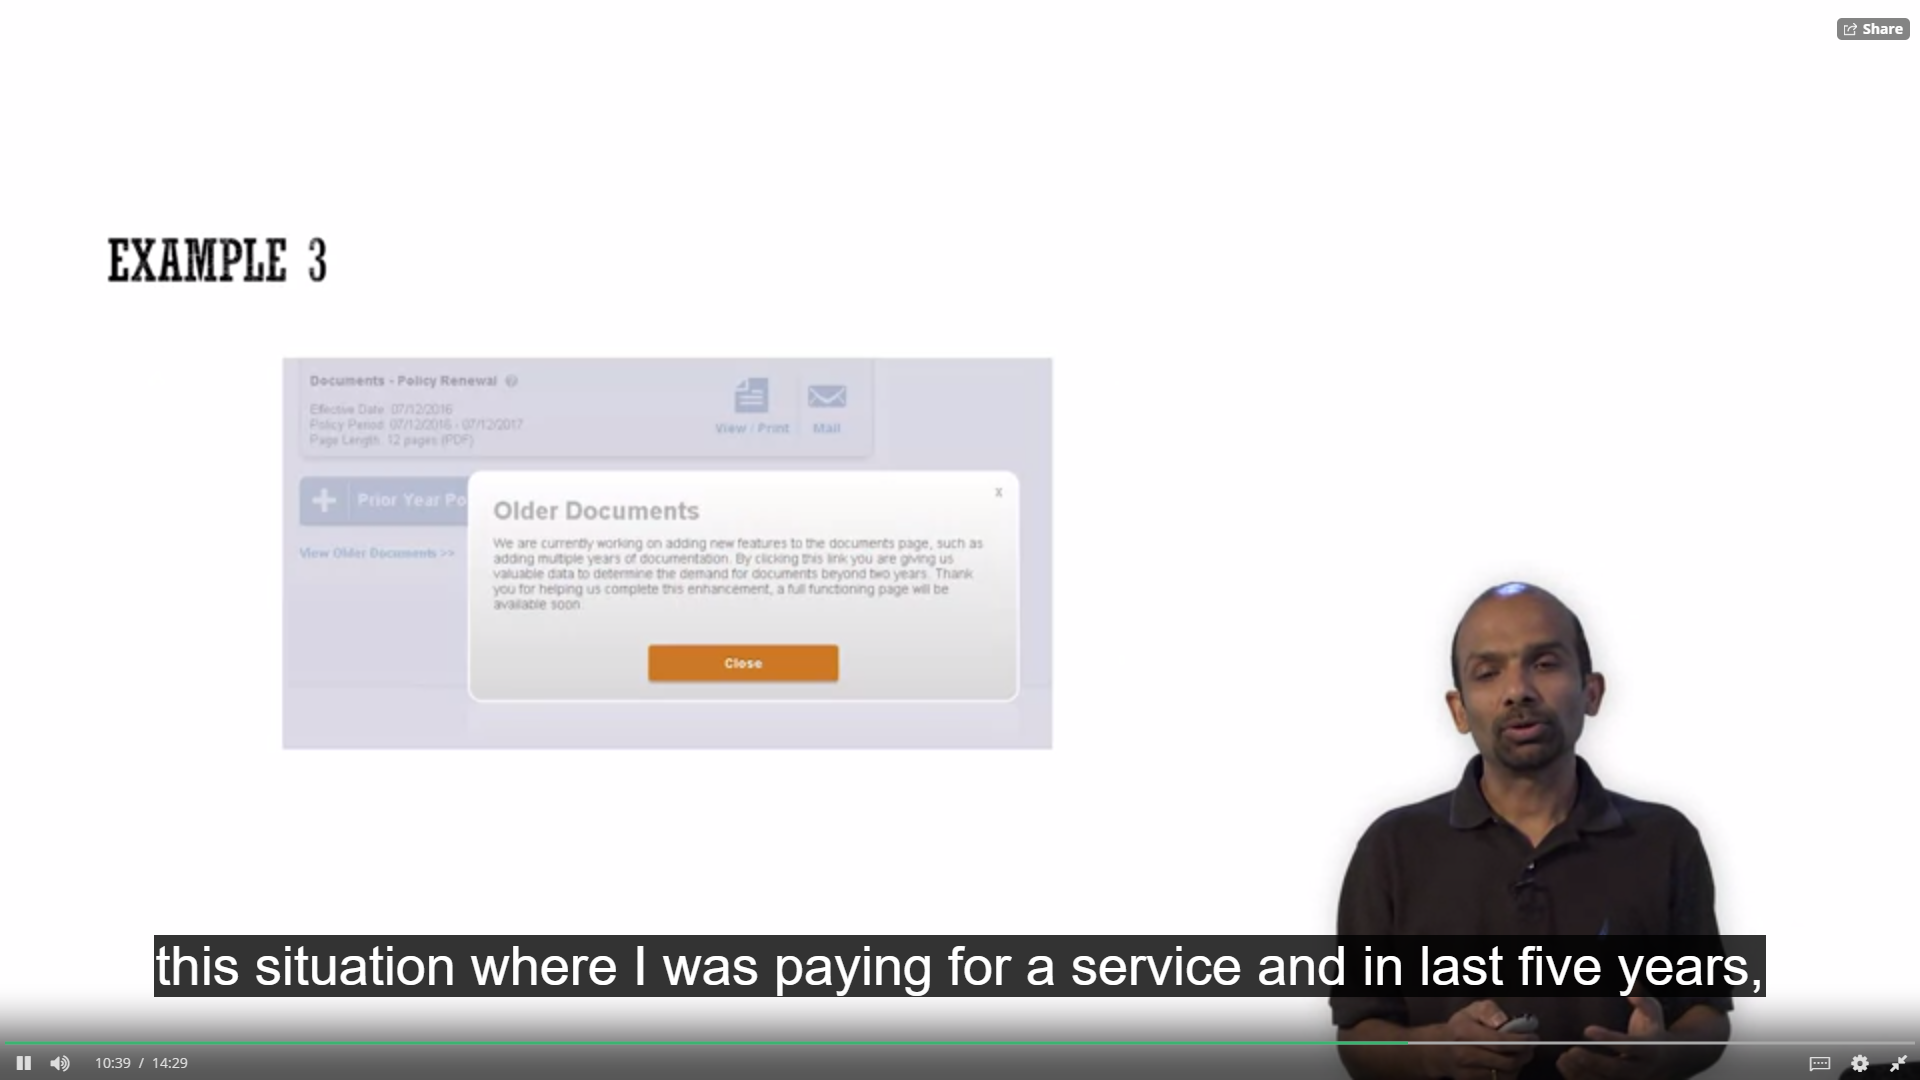 Share
EXAMPLE 3
Documents - Policy Renewal
Effective Date: 07/12/2016
Policy Period: 07/12/2016 - 07/12/2017
Page Length: 12 pages (PDF)
View / Print
Mail
Prior Year Po
View Older Documents >>
x
Older Documents
We are currently working on adding new features to the documents page, such as
adding multiple years of documentation. By clicking this link you are giving us
valuable data to determine the demand for documents beyond two years. Thank
you for helping us complete this enhancement, a full functioning page will be
available soon.
Close
this situation where I was paying for a service and in last five years,
10:39 / 14:29